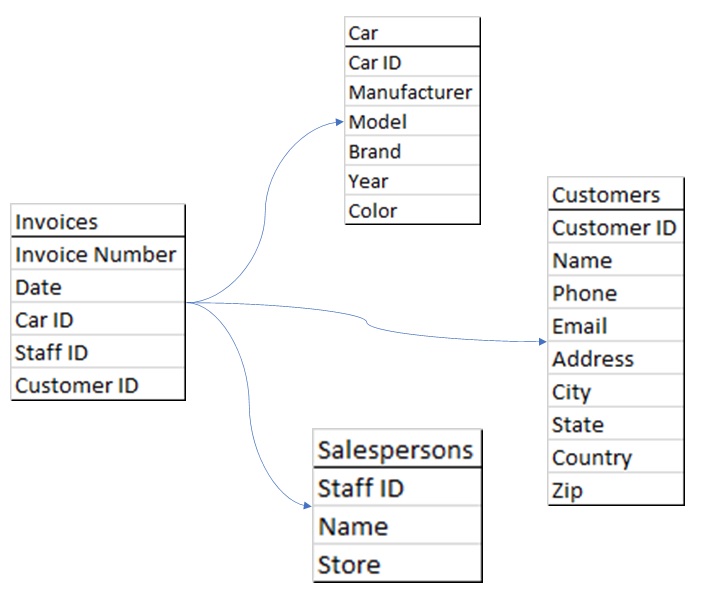 Car
Car ID
Manufacturer
Model
Brand
Year
Color
Invoices
Invoice Number
Date
Car ID
Staff ID
Customer ID
Customers
Customer ID
Name
Phone
Email
Address
City
State
Country
Zip
Salespersons
Staff ID
Name
Store